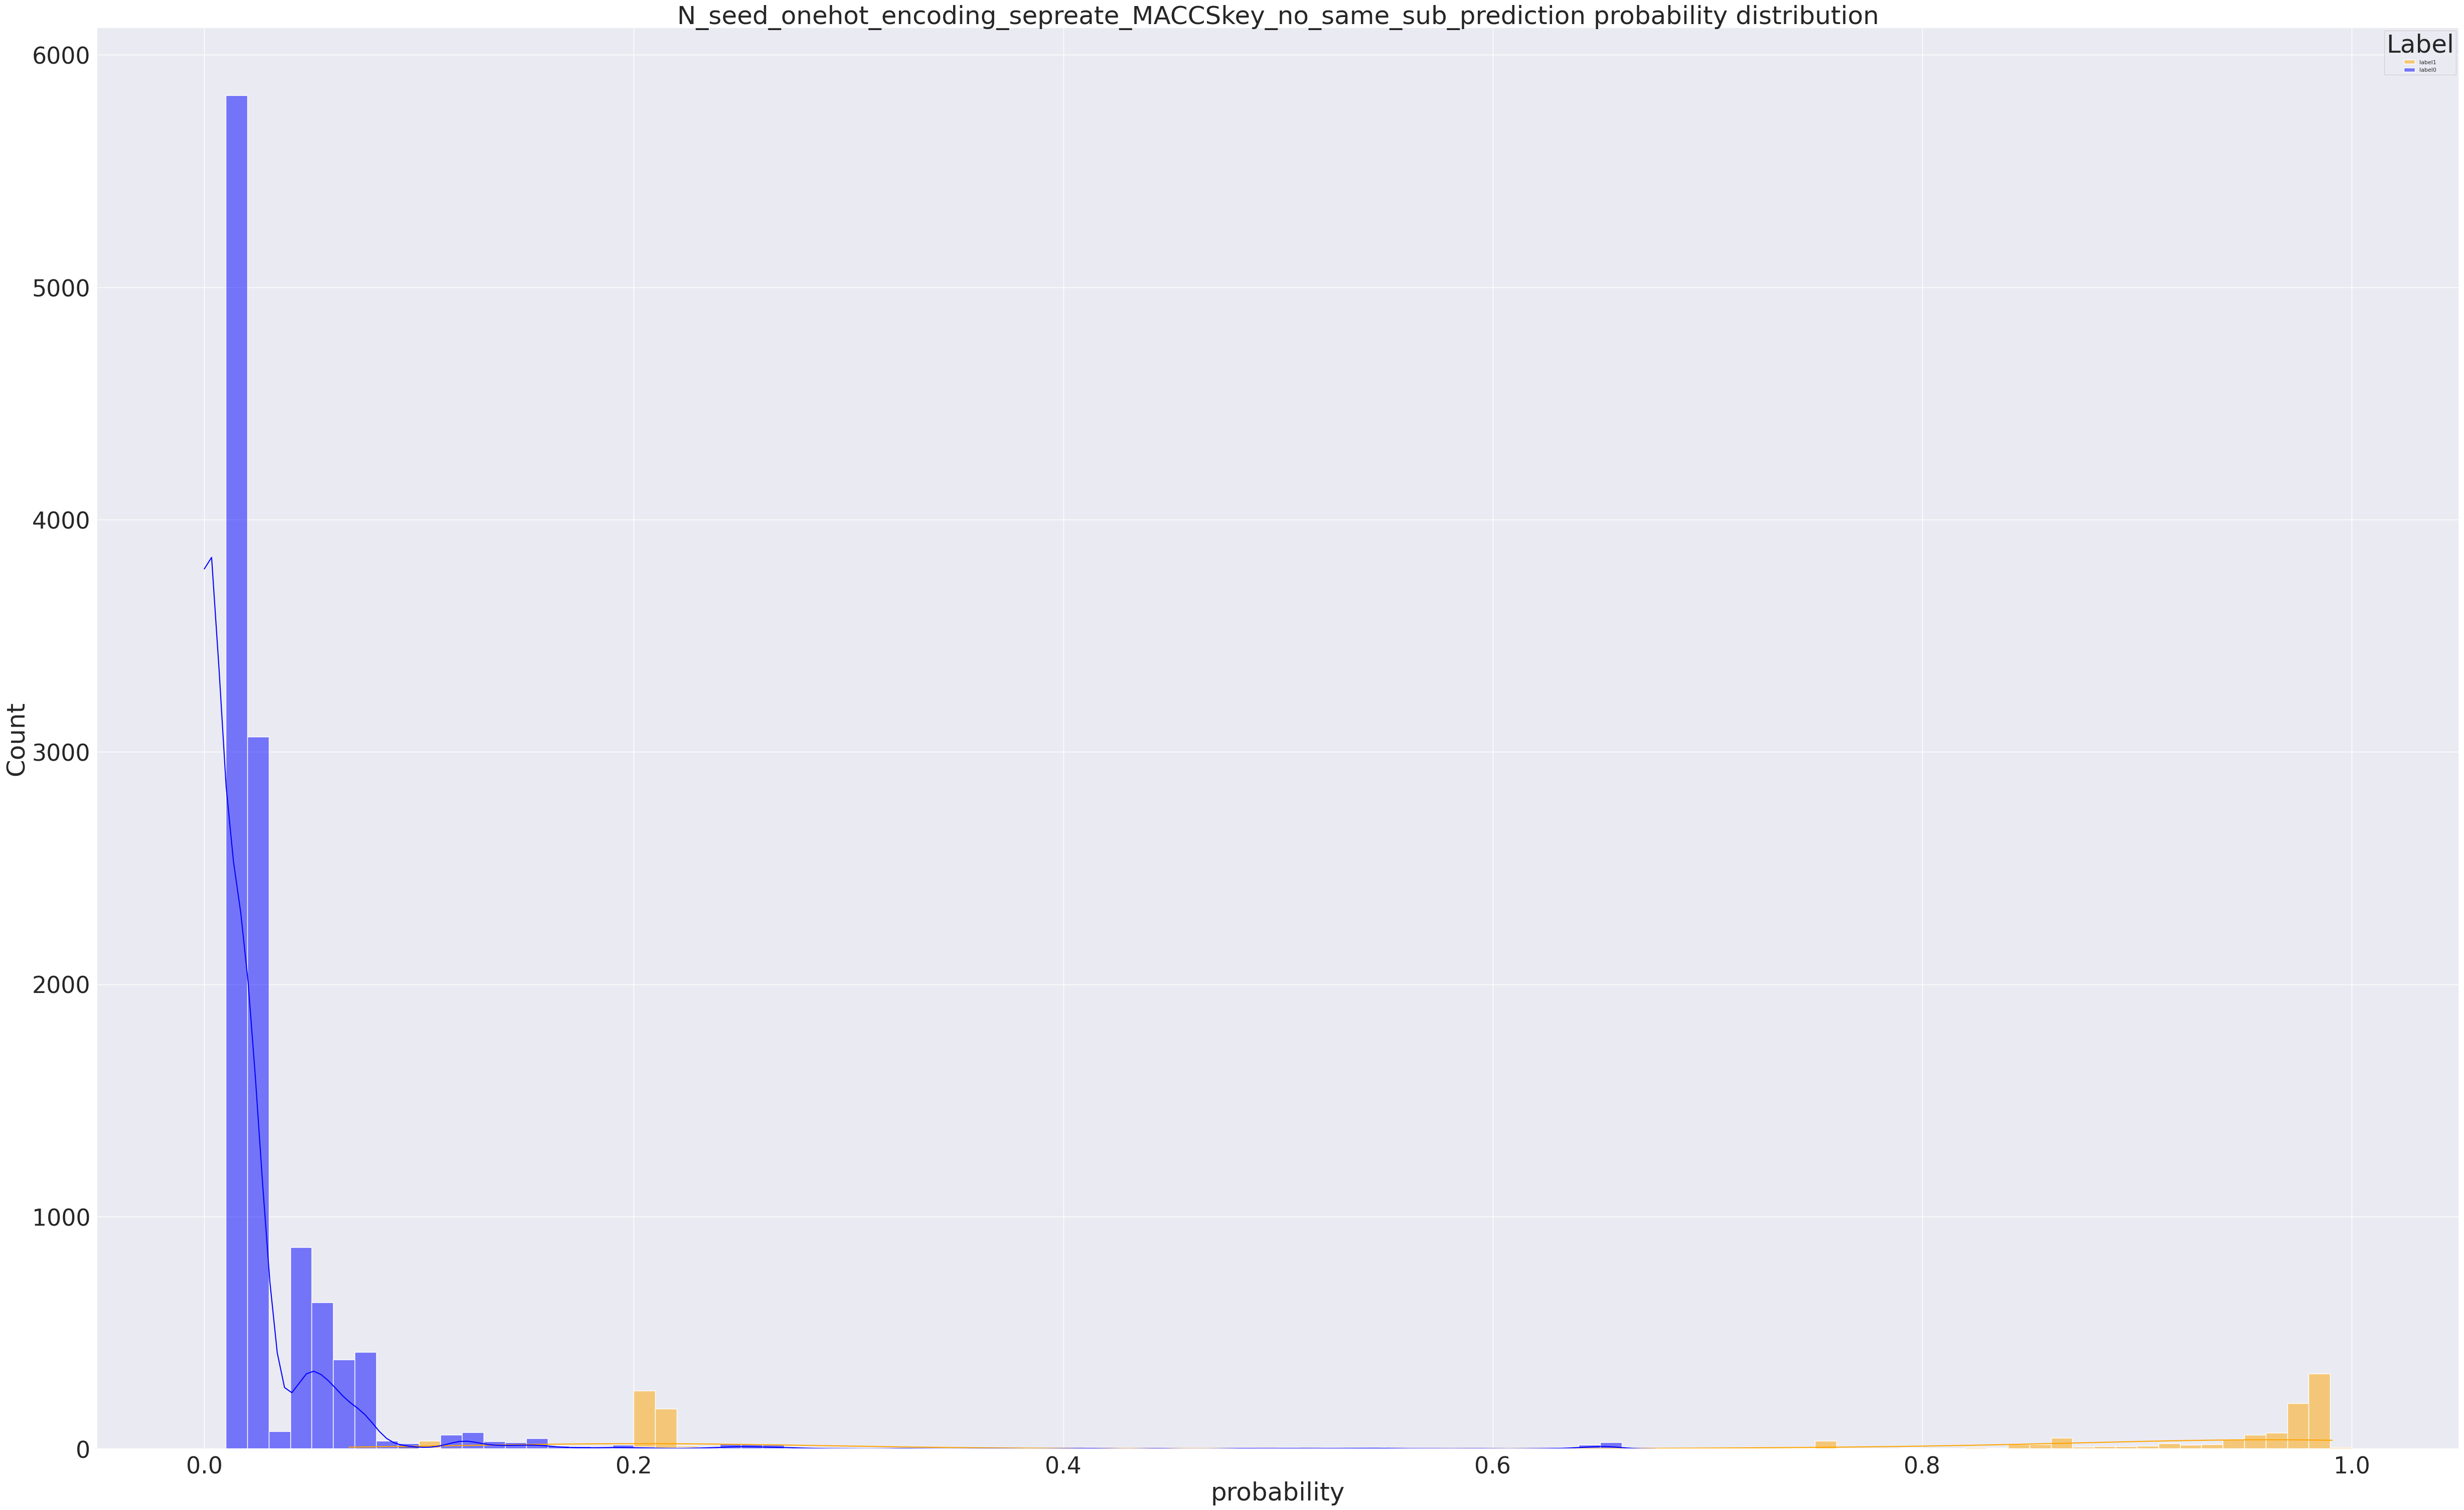 N_seed_onehot_encoding_sepreate_MACCSkey_no_same_sub_prediction probability distribution
Label
label1
label0
6000
5000
4000
3000
2000
1000
0
Count
0.0 0.2 0.4 0.6 0.8 1.0
probability